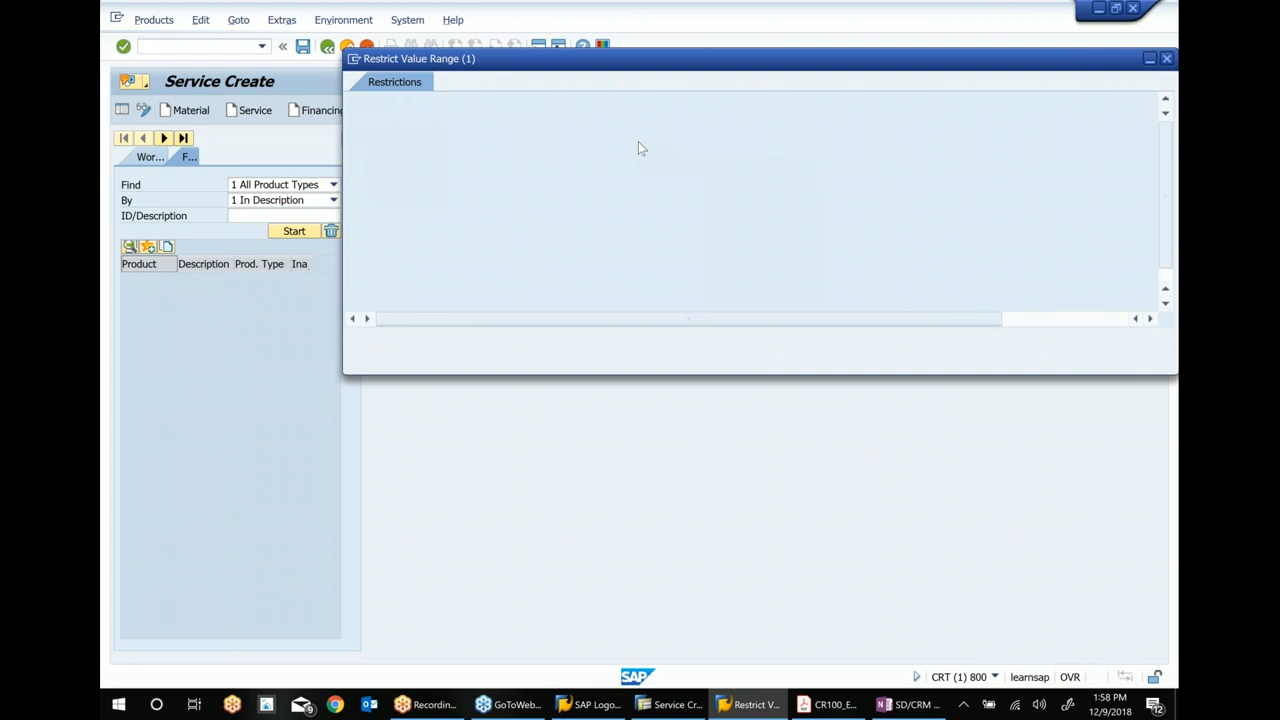 Products Edit Goto Extras Environment System Help
Restrict Value Range (1)
Service Create
Restrictions
Material Service Financing
Wor... F...
Find 1 All Product Types
By 1 In Description
ID/Description
Start
Product Description Prod. Type Ina
SAP
CRT (1) 800 learnsap OVR
Recordin... GoToWeb... SAP Logo... Service Cr... Restrict V... CR100_E... SD/CRM ... 1:58 PM
12/9/2018